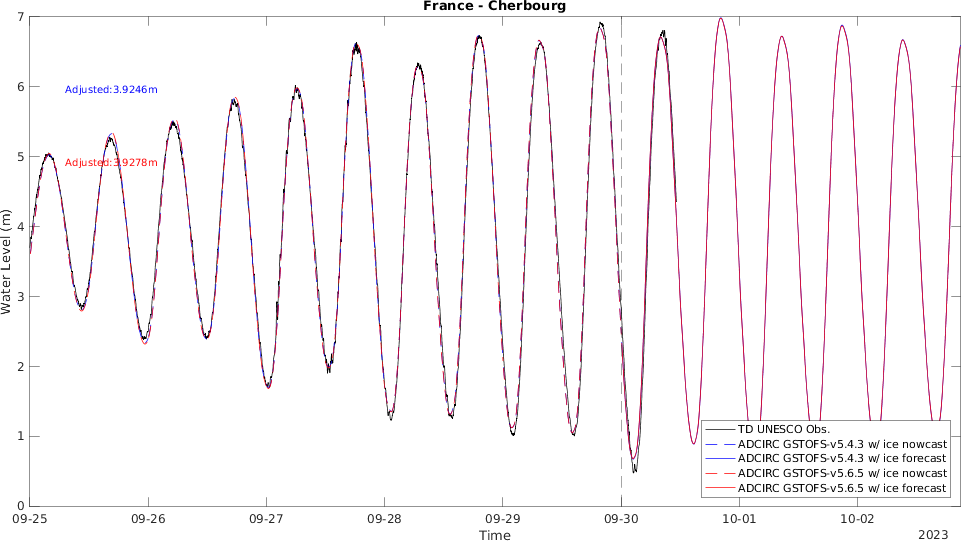 France - Cherbourg
7
6
5
4
3
2
1
0
Water Level (m)
Adjusted:3.9246m
Adjusted:3.9278m
TD UNESCO Obs.
ADCIRC GSTOFS-v5.4.3 w/ ice nowcast
ADCIRC GSTOFS-v5.4.3 w/ ice forecast
ADCIRC GSTOFS-v5.6.5 w/ ice nowcast
ADCIRC GSTOFS-v5.6.5 w/ ice forecast
09-25 09-26 09-27 09-28 09-29 09-30 10-01 10-02
Time
2023